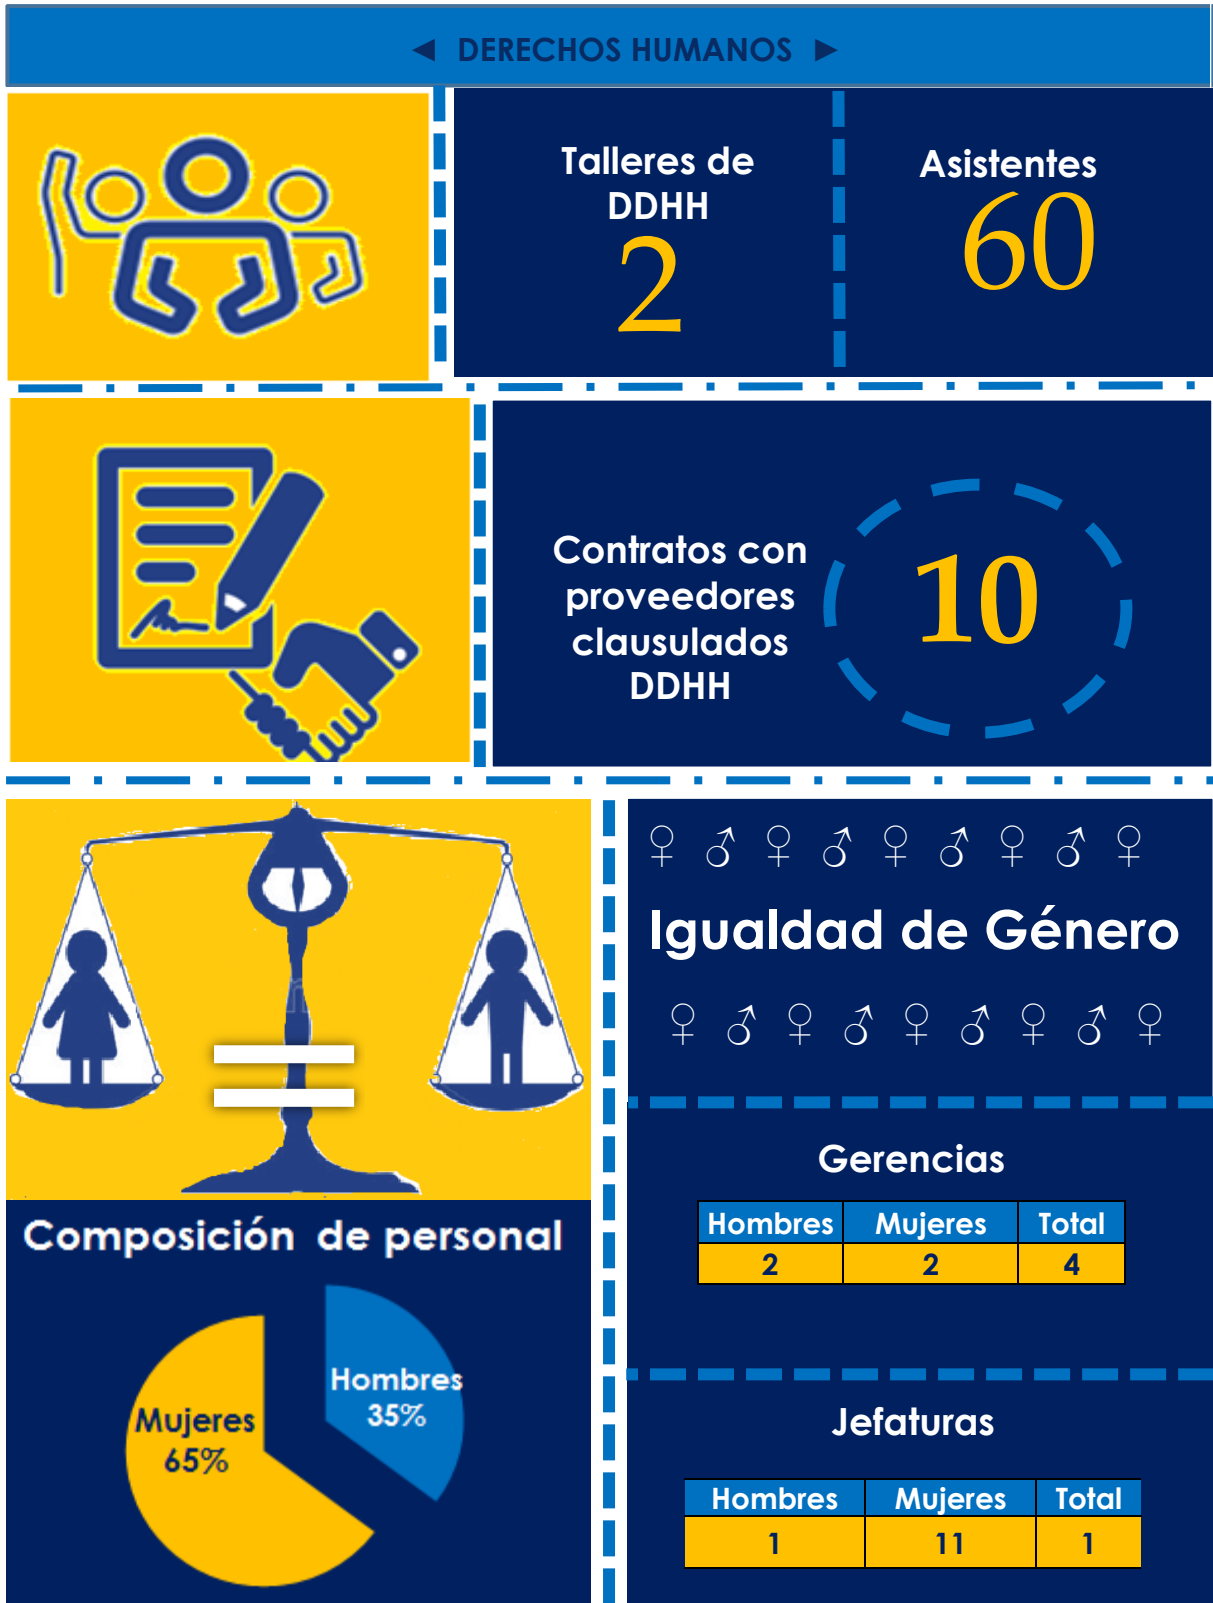 ◄ DERECHOS HUMANOS ►
Talleres de
DDHH
2
Asistentes
60
Contratos con
proveedores
clausulados
DDHH
10
♀ ♂ ♀ ♂ ♀ ♂ ♀ ♂ ♀
Igualdad de Género
♀ ♂ ♀ ♂ ♀ ♂ ♀ ♂ ♀
Composición de personal
Mujeres
65%
Hombres
35%
Gerencias
Hombres Mujeres Total
2 2 4
Jefaturas
Hombres Mujeres Total
1 11 1